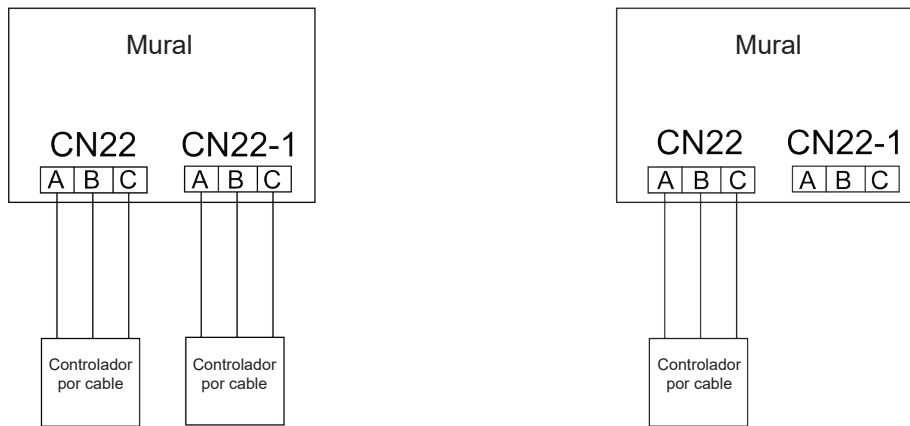 Mural
CN22 CN22-1
A B C A B C
Controlador
por cable
Controlador
por cable
Mural
CN22 CN22-1
A B C A B C
Controlador
por cable